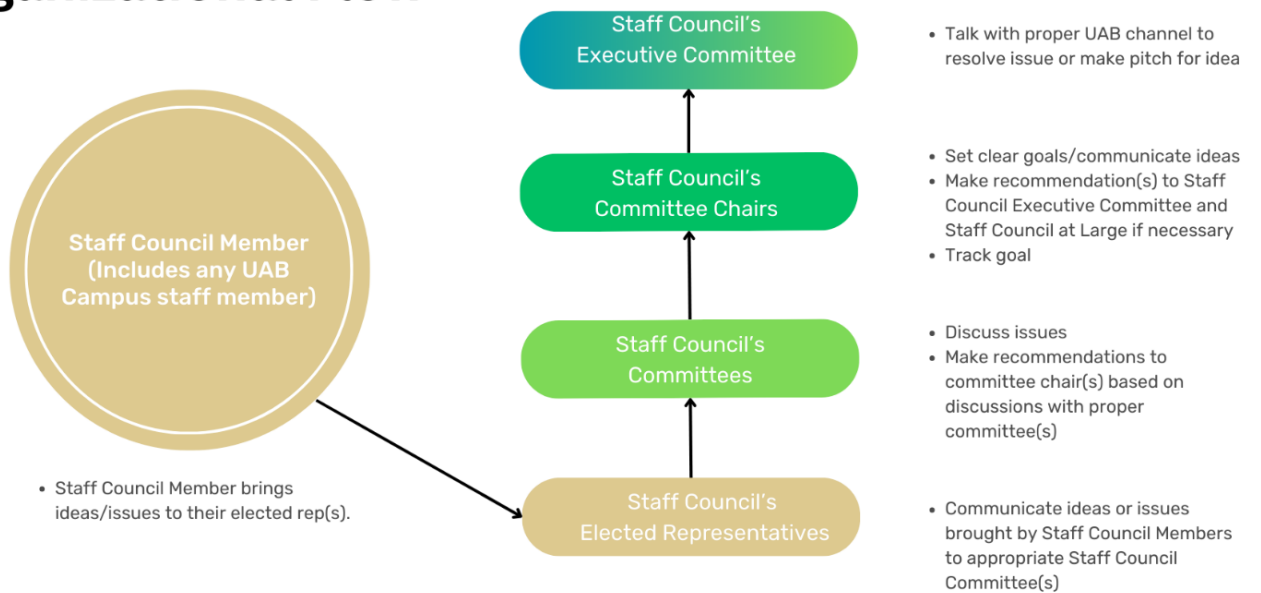 Staff Council's
Executive Committee
• Talk with proper UAB channel to
resolve issue or make pitch for idea
Staff Council's
Committee Chairs
• Set clear goals/communicate ideas
• Make recommendation(s) to Staff
Council Executive Committee and
Staff Council at Large if necessary
• Track goal
Staff Council Member
(Includes any UAB
Campus staff member)
Staff Council's
Committees
• Discuss issues
• Make recommendations to
committee chair(s) based on
discussions with proper
committee(s)
• Staff Council Member brings
ideas/issues to their elected rep(s).
Staff Council's
Elected Representatives
• Communicate ideas or issues
brought by Staff Council Members
to appropriate Staff Council
Committee(s)